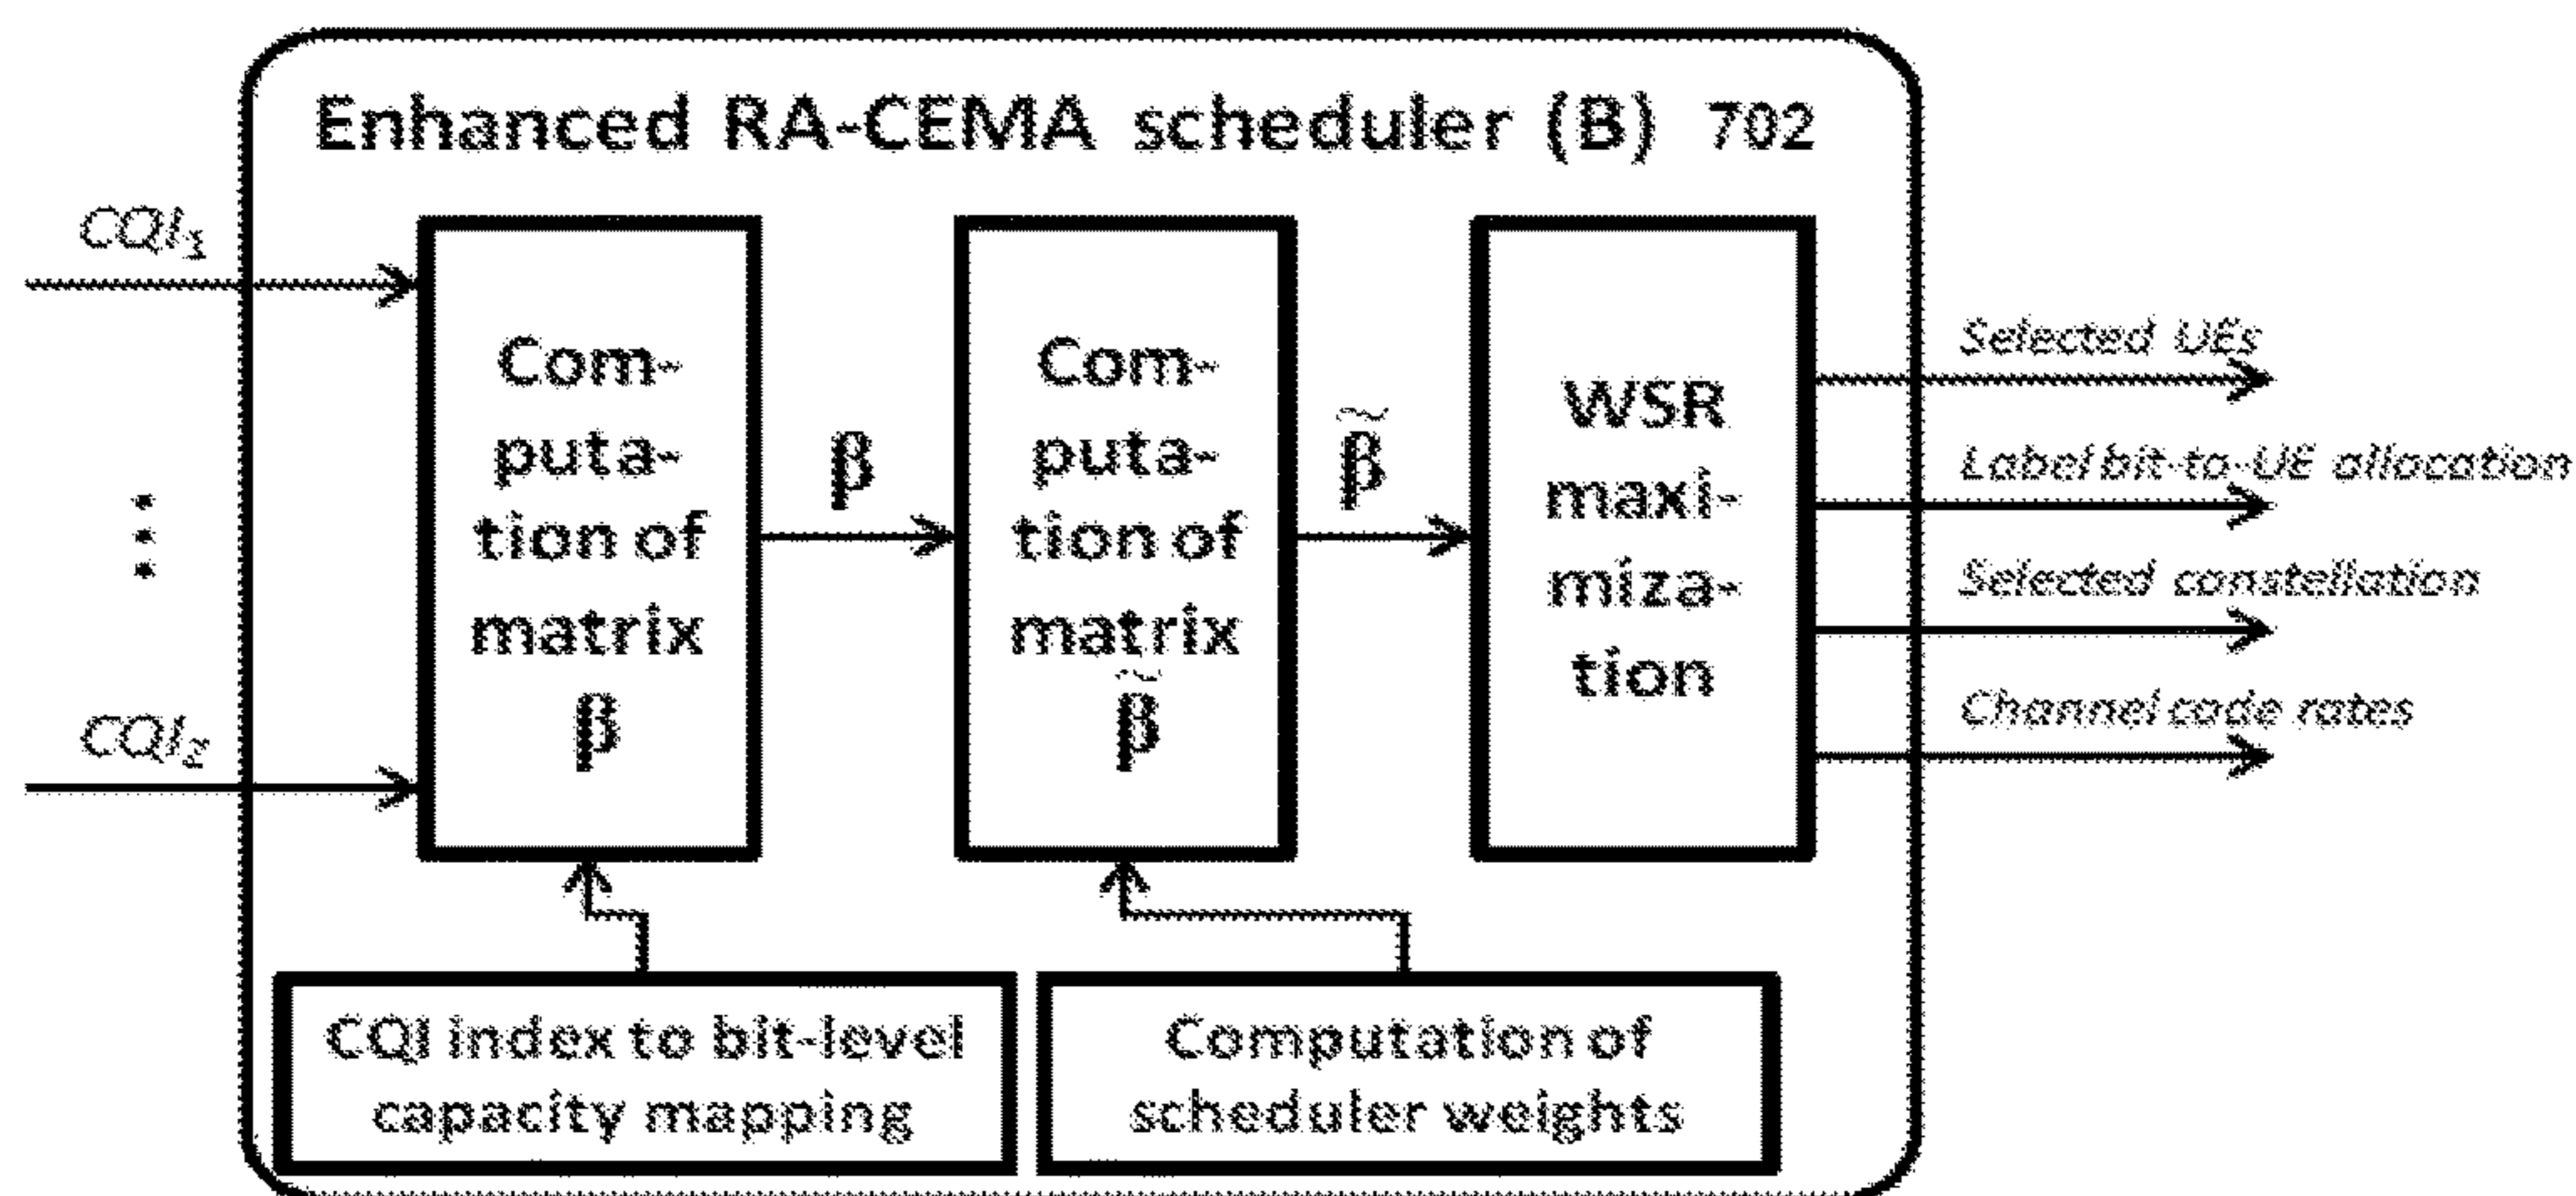 Enhanced RA-CEMA scheduler (B) 702
CQI₁
⋮
CQI₂
Com-
puta-
tion of
matrix
β
β
Com-
puta-
tion of
matrix
β̃
β̃
WSR
maxi-
miza-
tion
Selected UEs
Label bit-to-UE allocation
Selected constellation
Channel code rates
CQI index to bit-level
capacity mapping
Computation of
scheduler weights